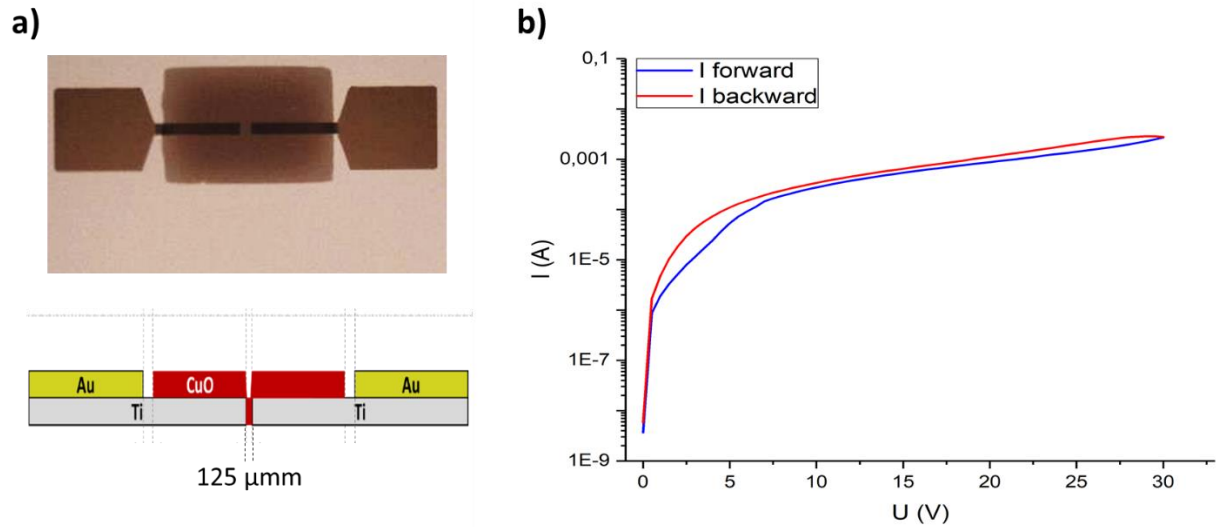 a)
Au
CuO
Au
Ti
Ti
125 µmm
b)
I forward
I backward
0,1
0,001
1E-5
1E-7
1E-9
I (A)
0 5 10 15 20 25 30
U (V)